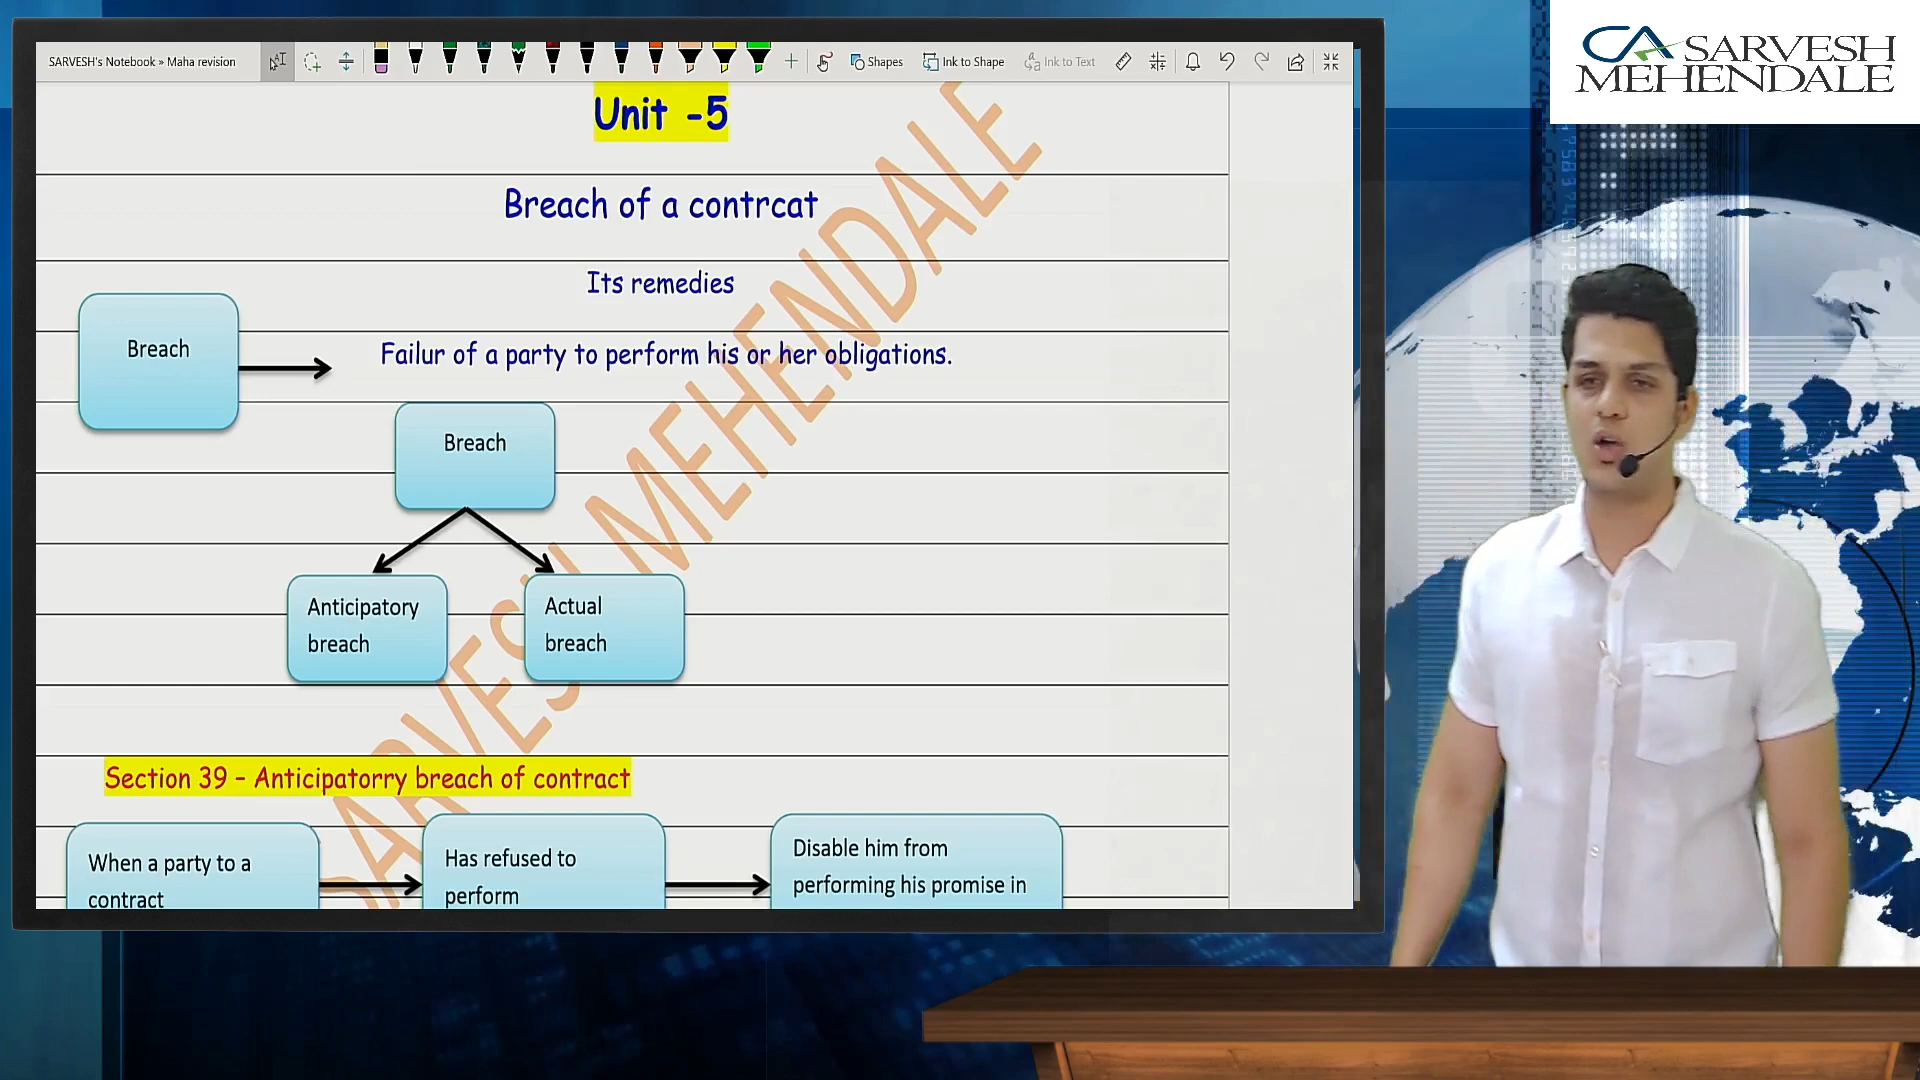 CA SARVESH
MEHENDALE
SARVESH's Notebook » Maha revision
Shapes
Ink to Shape
Ink to Text
Unit -5
Breach of a contrcat
Its remedies
Breach
Failur of a party to perform his or her obligations.
Breach
Anticipatory
breach
Actual
breach
Section 39 – Anticipatorry breach of contract
When a party to a
contract
Has refused to
perform
Disable him from
performing his promise in
SARVESH MEHENDALE